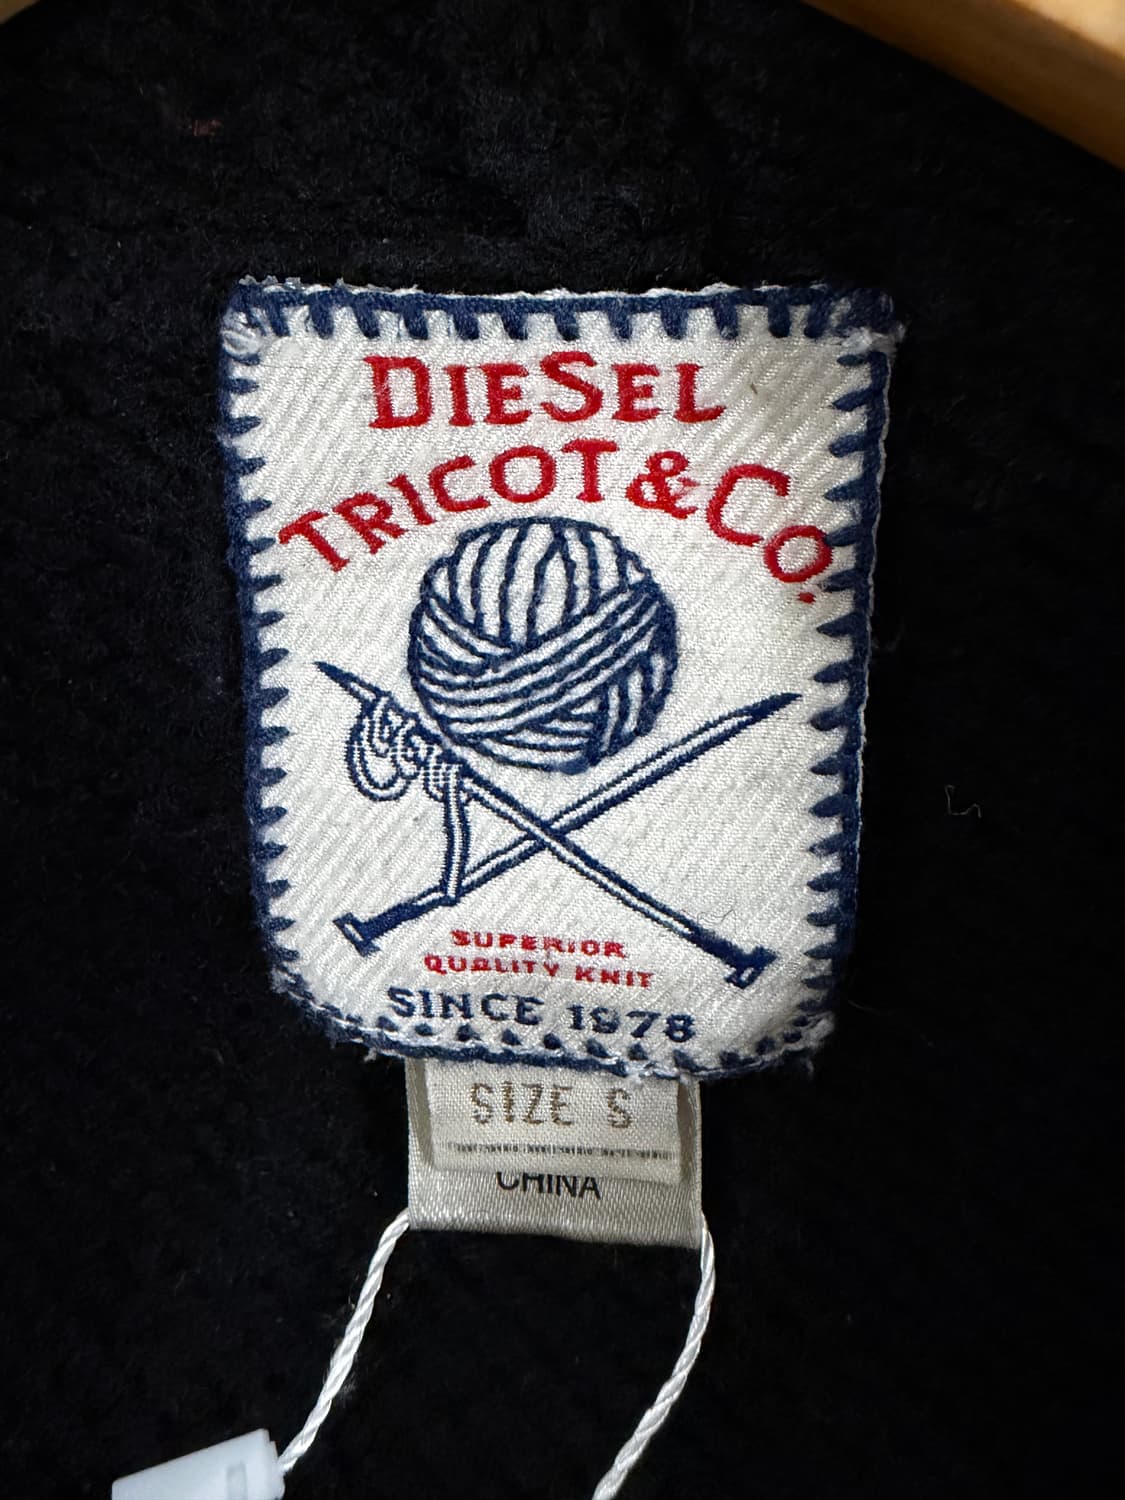 DIESEL
TRICOT & CO.
SUPERIOR
QUALITY KNIT
SINCE 1978
SIZE S
CHINA